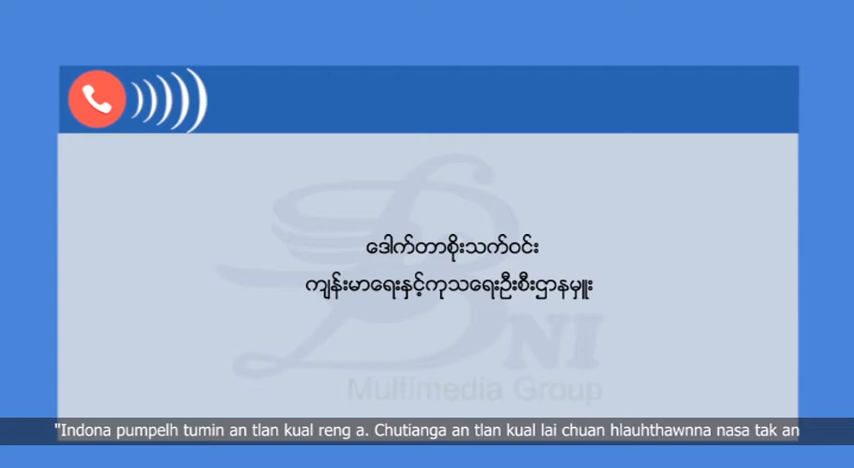 ဒေါက်တာစိုးသက်ဝင်း
ကျန်းမာရေးနှင့်ကုသရေးဦးစီးဌာနမှူး
BNI
Multimedia Group
"Indona pumpelh tumin an tlan kual reng a. Chutianga an tlan kual lai chuan hlauhthawnna nasa tak an